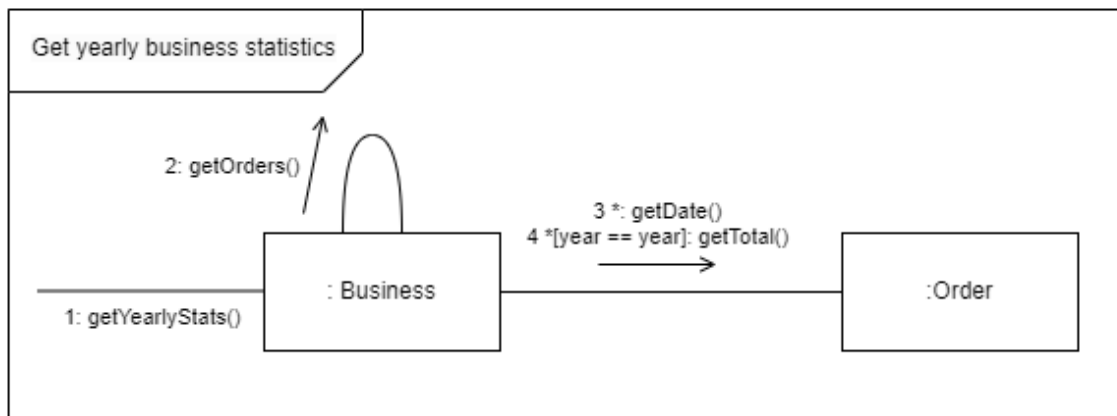 Get yearly business statistics
2: getOrders()
3 *: getDate()
4 *[year == year]: getTotal()
: Business
:Order
1: getYearlyStats()